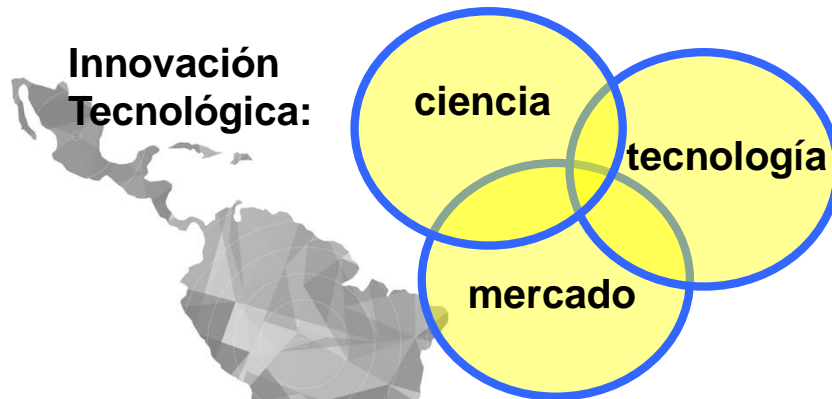 Innovación
Tecnológica:
ciencia
tecnología
mercado